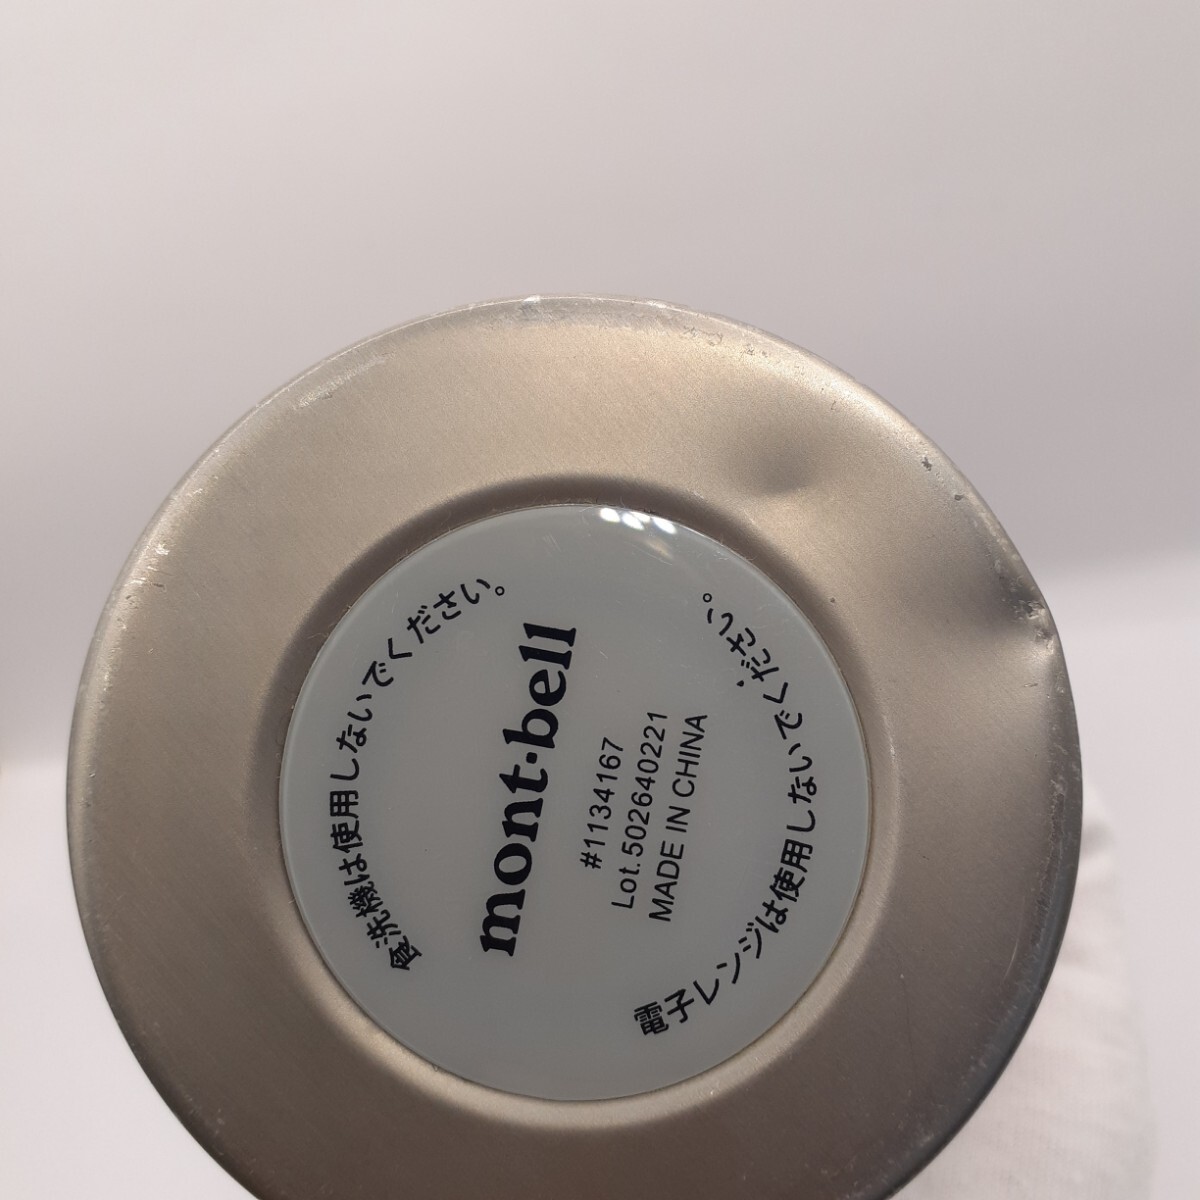 食洗機は使用しないでください。
mont·bell
#1134167
Lot.502640221
MADE IN CHINA
電子レンジは使用しないでください。